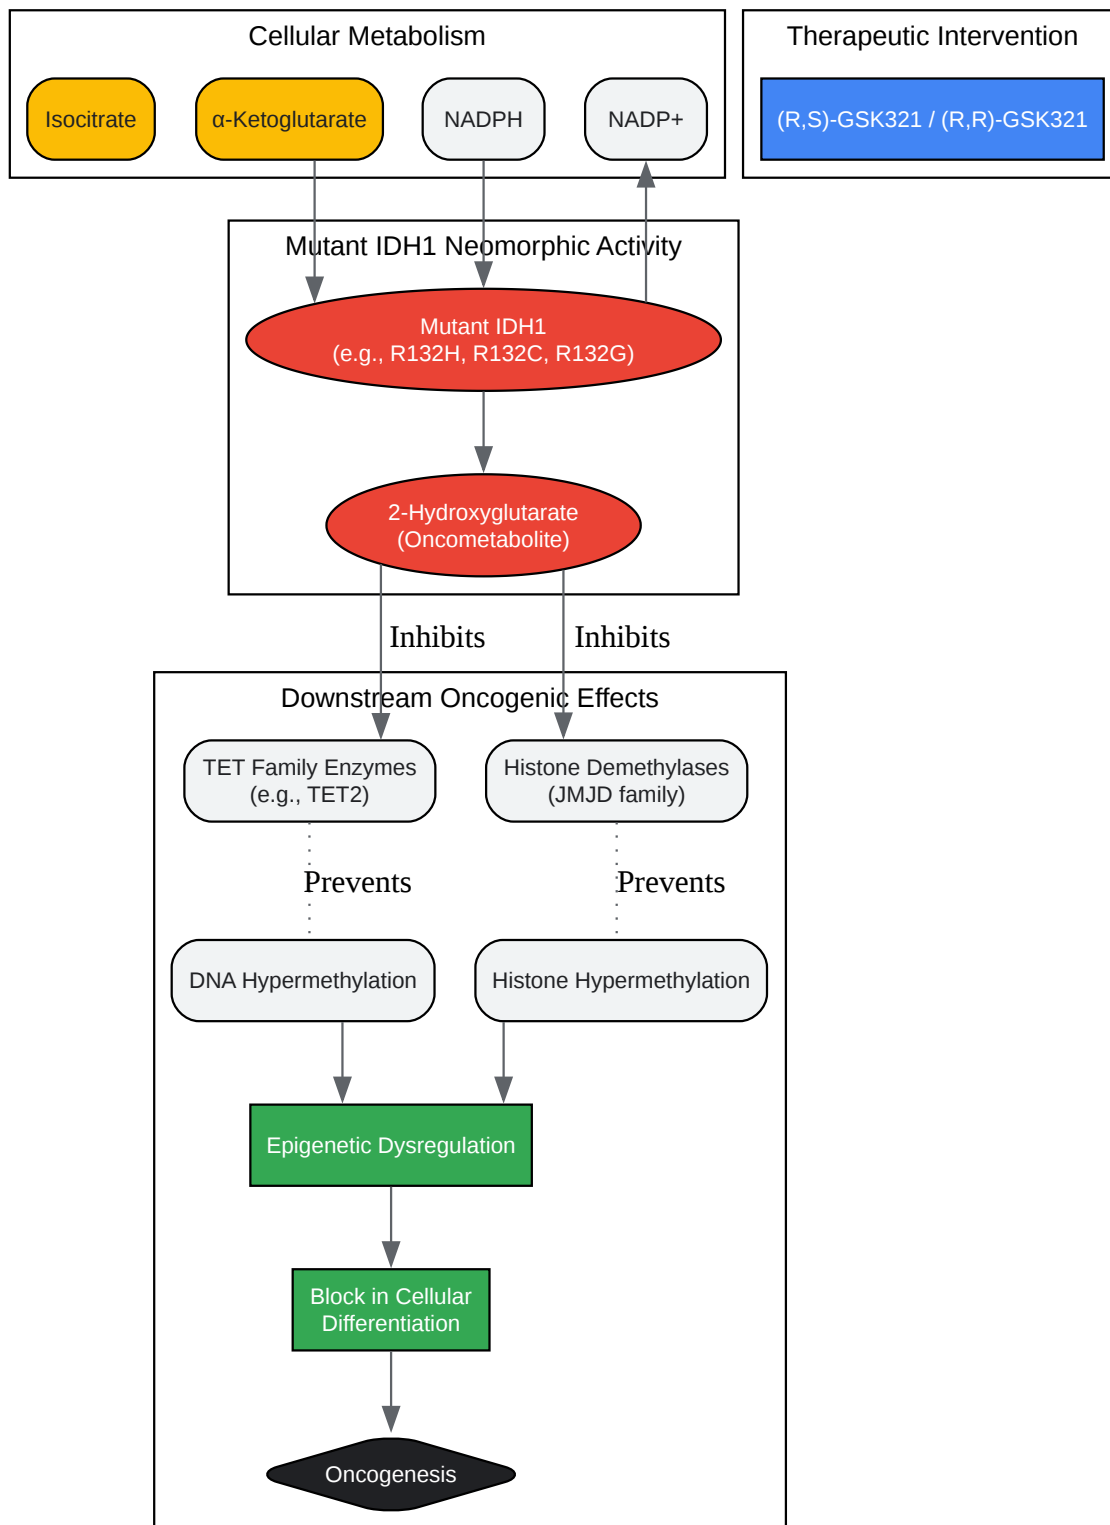 Cellular Metabolism
Therapeutic Intervention
Isocitrate
α-Ketoglutarate
NADPH
NADP+
(R,S)-GSK321 / (R,R)-GSK321
Mutant IDH1 Neomorphic Activity
Mutant IDH1
(e.g., R132H, R132C, R132G)
2-Hydroxyglutarate
(Oncometabolite)
Inhibits
Inhibits
Downstream Oncogenic Effects
TET Family Enzymes
(e.g., TET2)
Histone Demethylases
(JMJD family)
Prevents
Prevents
DNA Hypermethylation
Histone Hypermethylation
Epigenetic Dysregulation
Block in Cellular
Differentiation
Oncogenesis